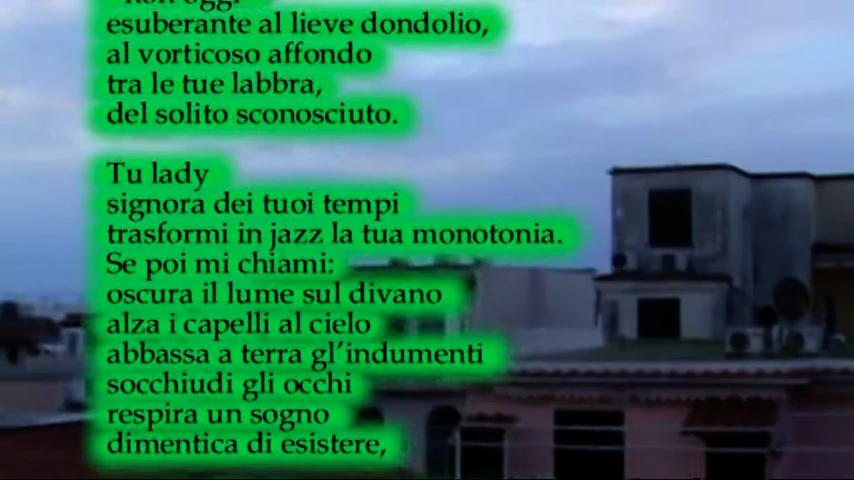 non oggi
esuberante al lieve dondolio,
al vorticoso affondo
tra le tue labbra,
del solito sconosciuto.
Tu lady
signora dei tuoi tempi
trasformi in jazz la tua monotonia.
Se poi mi chiami:
oscura il lume sul divano
alza i capelli al cielo
abbassa a terra gl'indumenti
socchiudi gli occhi
respira un sogno
dimentica di esistere,